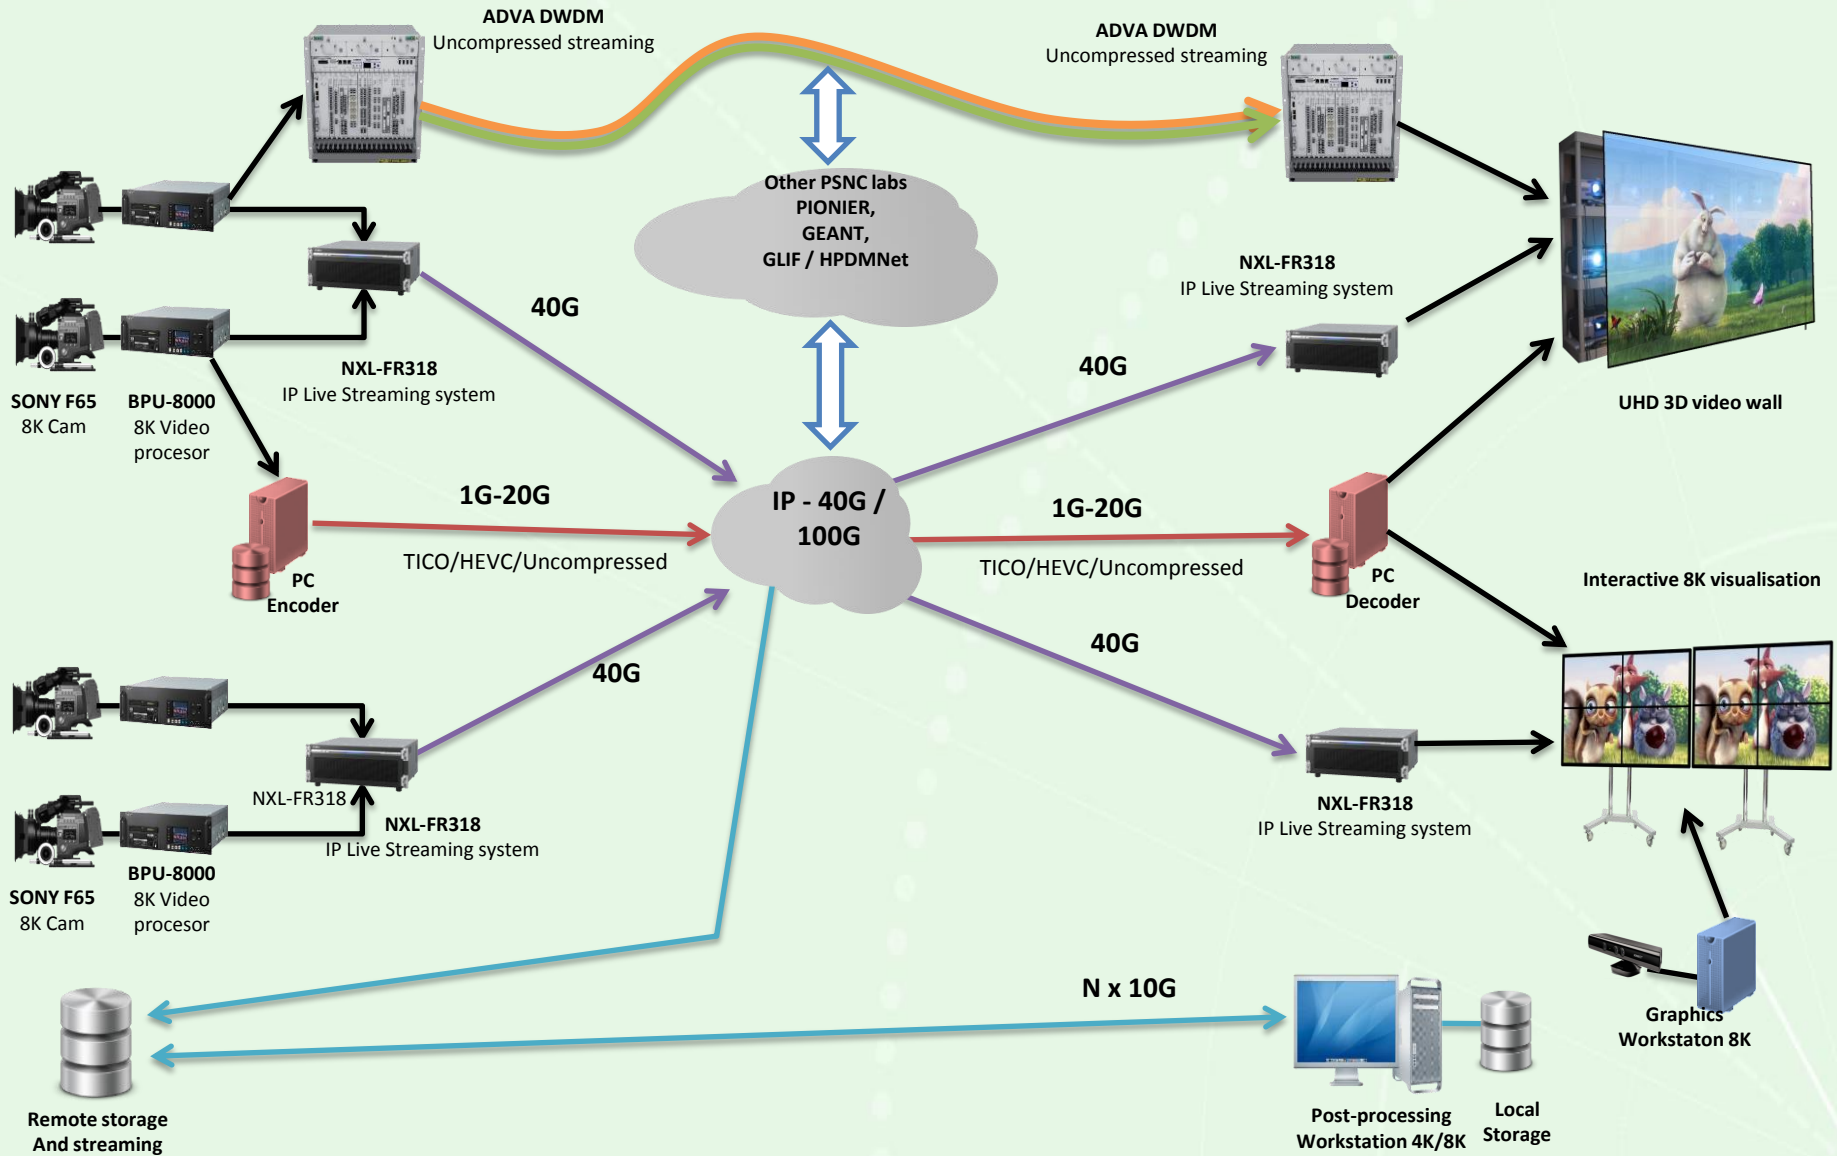 ADVA DWDM
Uncompressed streaming
ADVA DWDM
Uncompressed streaming
Other PSNC labs
PIONIER,
GEANT,
GLIF / HPDMNet
NXL-FR318
IP Live Streaming system
40G
40G
NXL-FR318
IP Live Streaming system
SONY F65
8K Cam
BPU-8000
8K Video
procesor
UHD 3D video wall
1G-20G
TICO/HEVC/Uncompressed
IP - 40G /
100G
1G-20G
TICO/HEVC/Uncompressed
PC
Encoder
PC
Decoder
Interactive 8K visualisation
40G
40G
NXL-FR318
NXL-FR318
IP Live Streaming system
NXL-FR318
IP Live Streaming system
SONY F65
8K Cam
BPU-8000
8K Video
procesor
N x 10G
Graphics
Workstaton 8K
Remote storage
And streaming
Post-processing
Workstation 4K/8K
Local
Storage